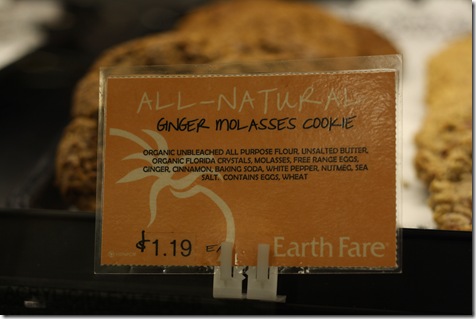 ALL-NATURAL
GINGER MOLASSES COOKIE
ORGANIC UNBLEACHED ALL PURPOSE FLOUR, UNSALTED BUTTER,
ORGANIC FLORIDA CRYSTALS, MOLASSES, FREE RANGE EGGS,
GINGER, CINNAMON, BAKING SODA, WHITE PEPPER, NUTMEG, SEA
SALT. CONTAINS EGGS, WHEAT
$1.19 EA
Earth Fare